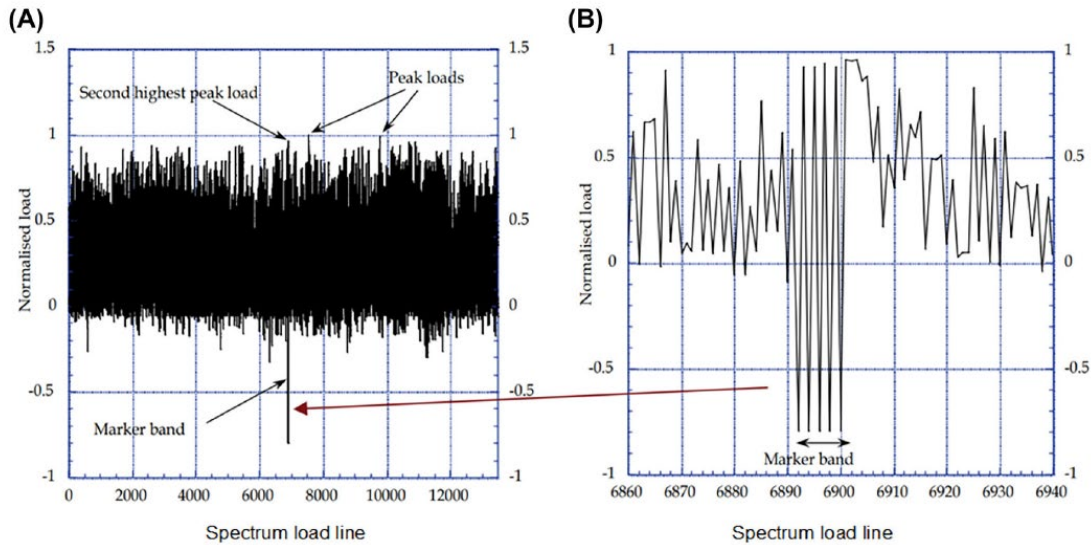 (A)
1.5
1.5
Second highest peak load
Peak loads
1
1
0.5
0.5
Normalised load
0
0
-0.5
-0.5
Marker band
-1
-1
0 2000 4000 6000 8000 10000 12000
Spectrum load line
(B)
1
1
0.5
0.5
Normalised load
0
0
-0.5
-0.5
Marker band
-1
-1
6860 6870 6880 6890 6900 6910 6920 6930 6940
Spectrum load line